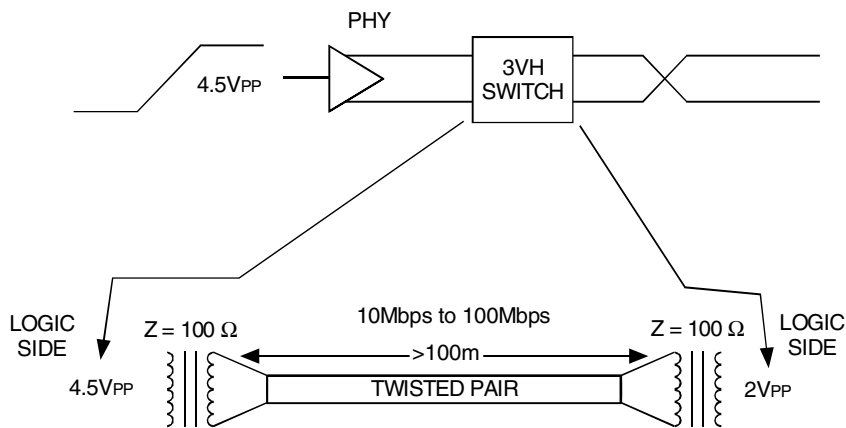 PHY
4.5VPP
3VH
SWITCH
LOGIC
SIDE
Z = 100 Ω
10Mbps to 100Mbps
Z = 100 Ω
LOGIC
SIDE
>100m
4.5VPP
TWISTED PAIR
2VPP